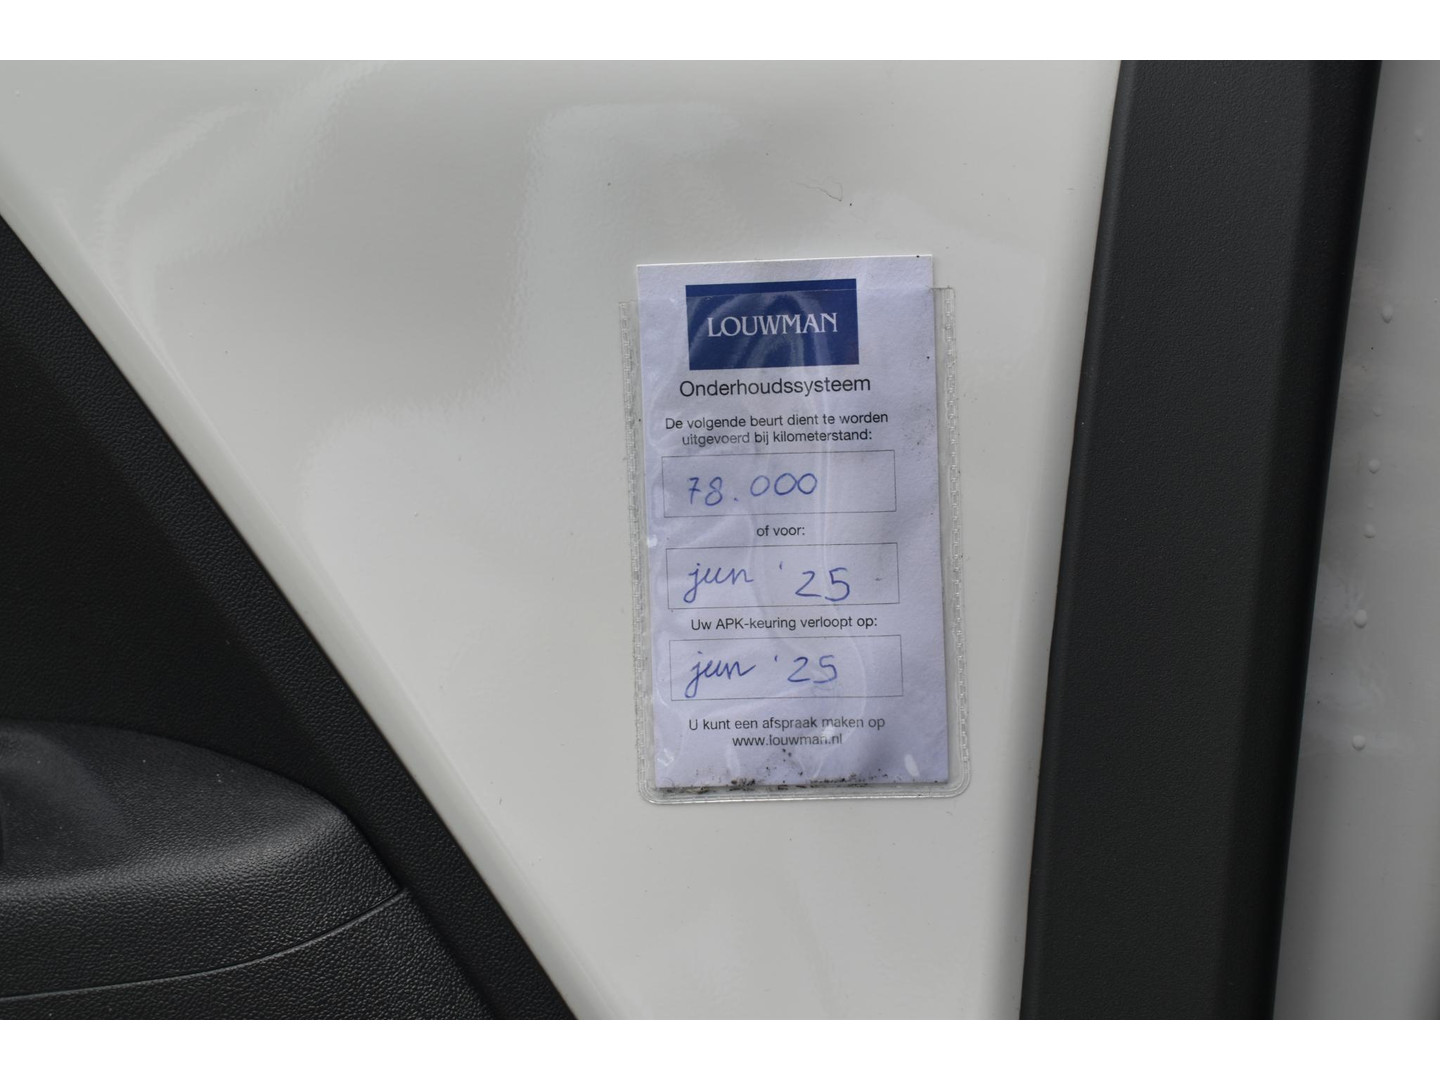 LOUWMAN
Onderhoudssysteem
De volgende beurt dient te worden
uitgevoerd bij kilometerstand:
78.000
of voor:
jun '25
Uw APK-keuring verloopt op:
jun '25
U kunt een afspraak maken op
www.louwman.nl